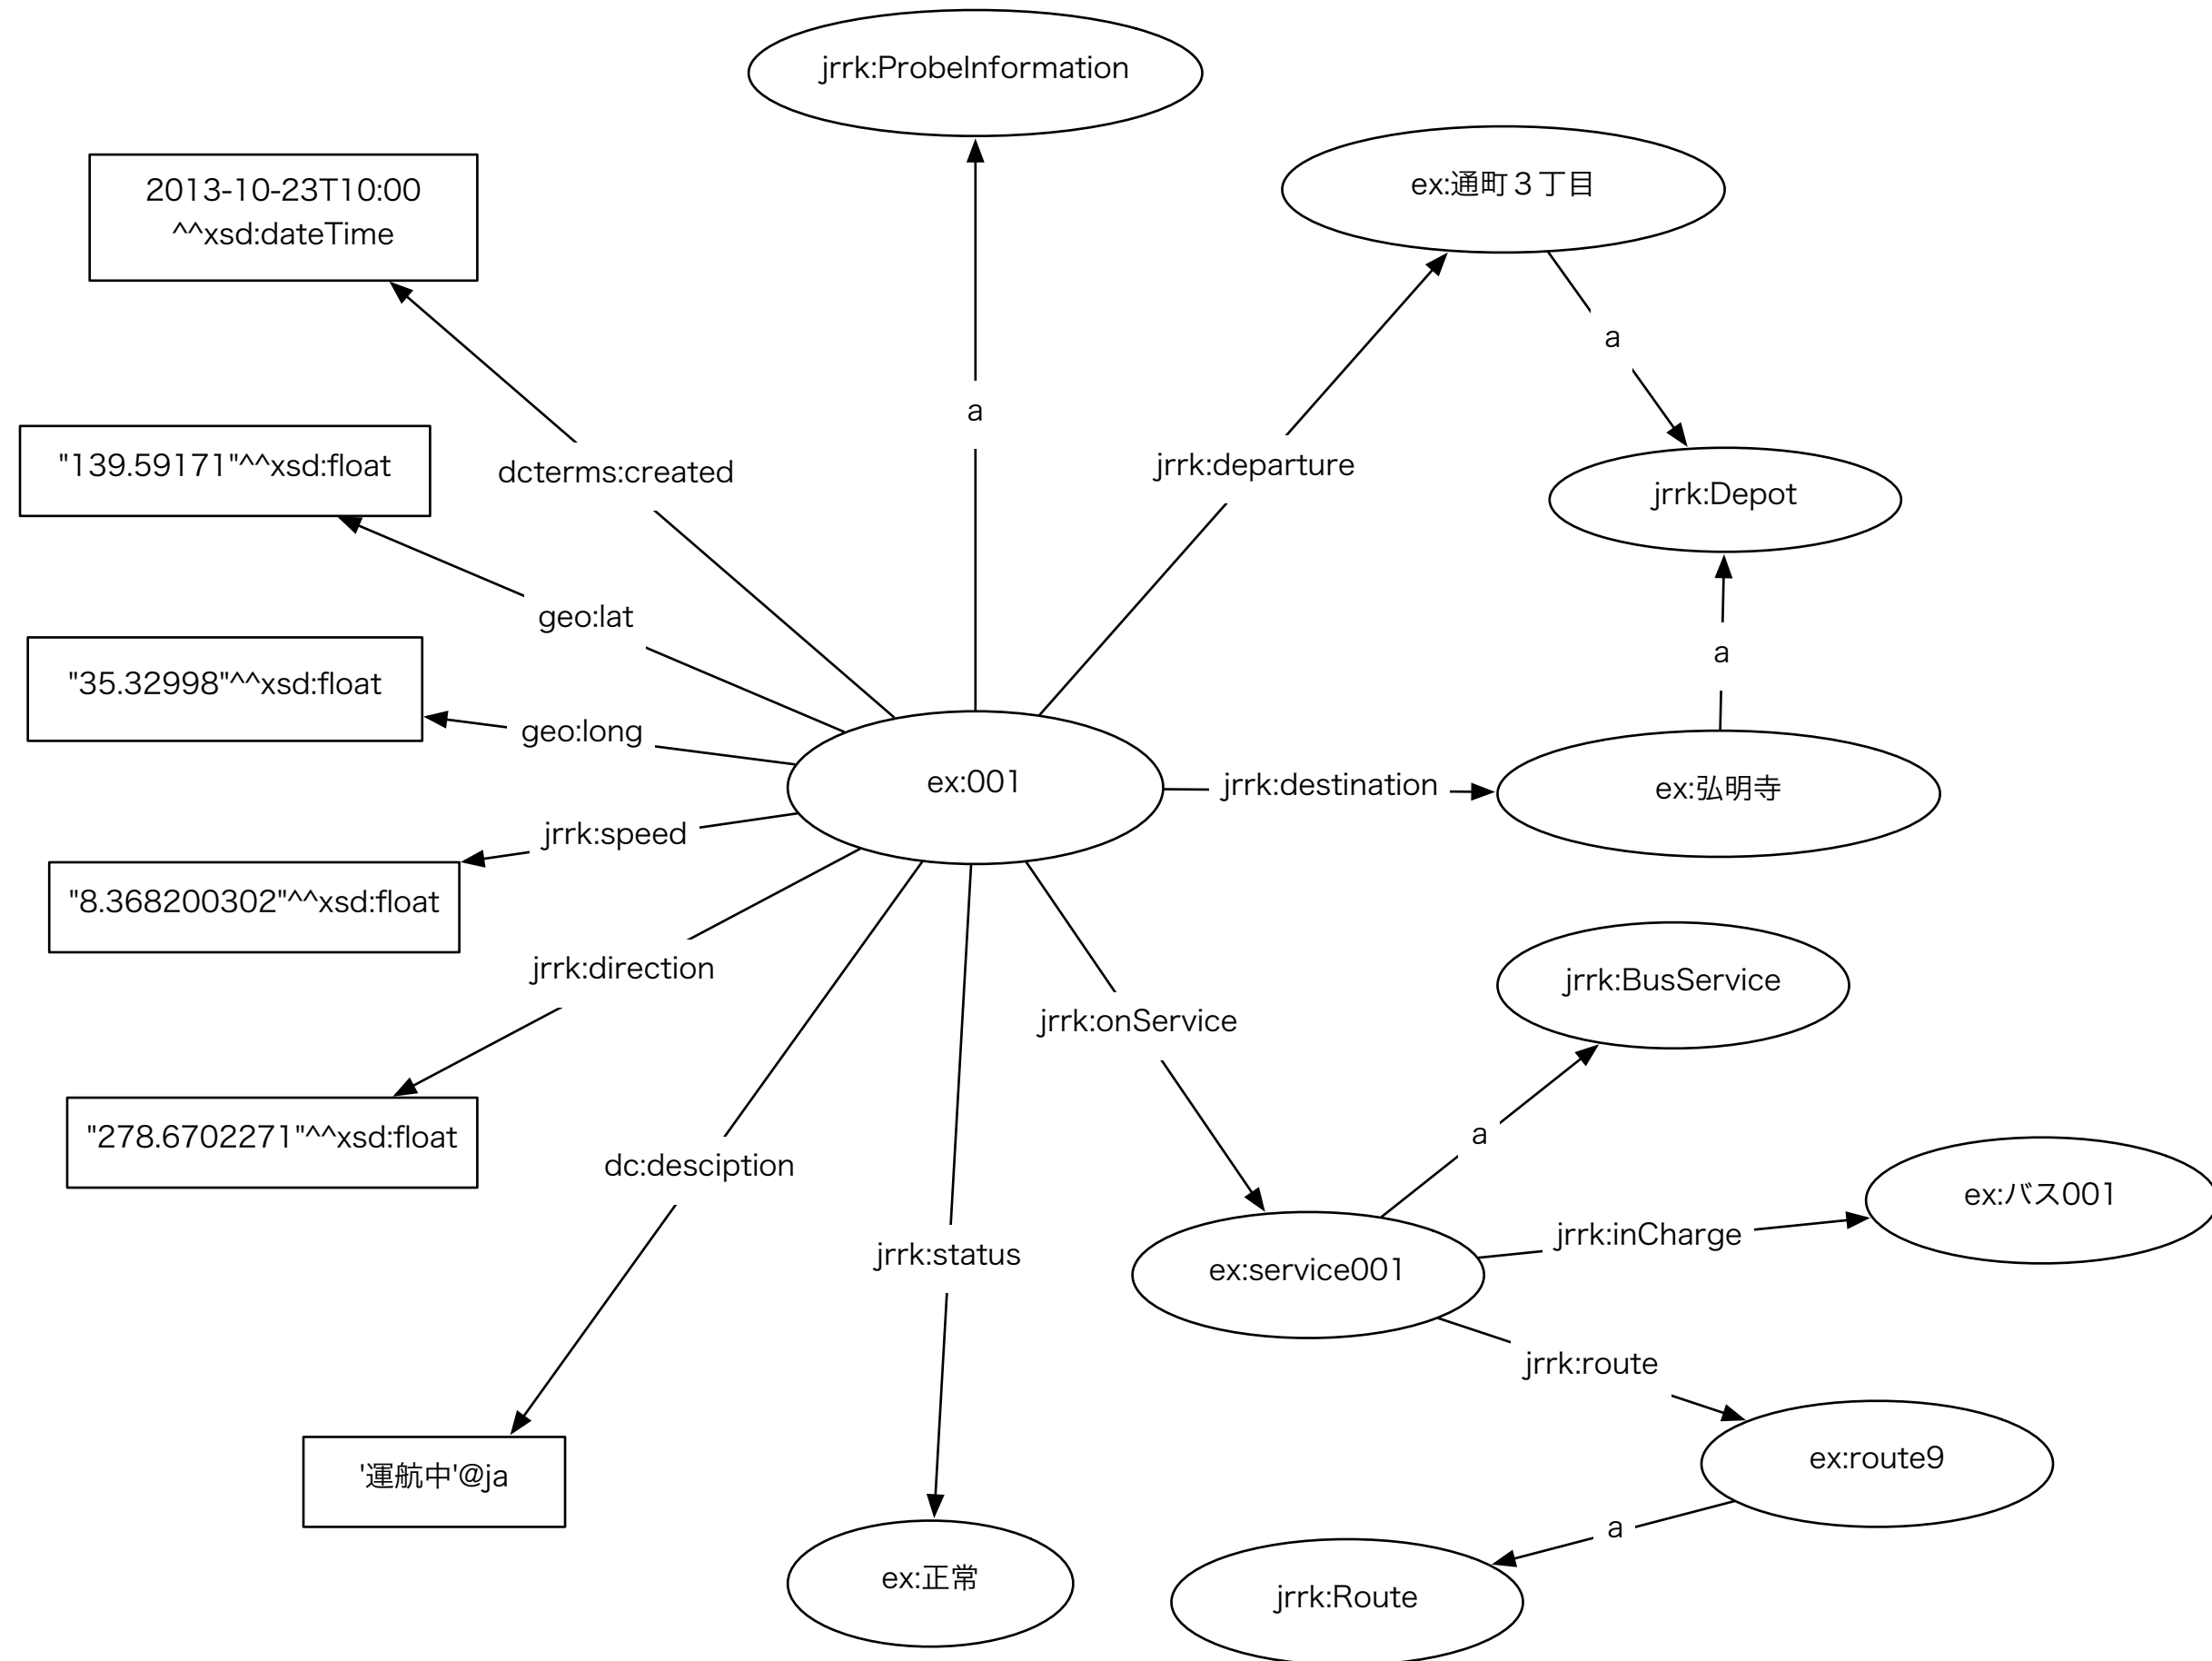 jrrk:ProbeInformation
2013-10-23T10:00
^^xsd:dateTime
ex:通町３丁目
a
a
"139.59171"^^xsd:float
dcterms:created
jrrk:departure
jrrk:Depot
geo:lat
a
"35.32998"^^xsd:float
geo:long
ex:001
jrrk:destination
ex:弘明寺
jrrk:speed
"8.368200302"^^xsd:float
jrrk:direction
jrrk:BusService
jrrk:onService
"278.6702271"^^xsd:float
a
dc:desciption
ex:バス001
jrrk:inCharge
jrrk:status
ex:service001
jrrk:route
'運航中'@ja
ex:route9
a
ex:正常
jrrk:Route